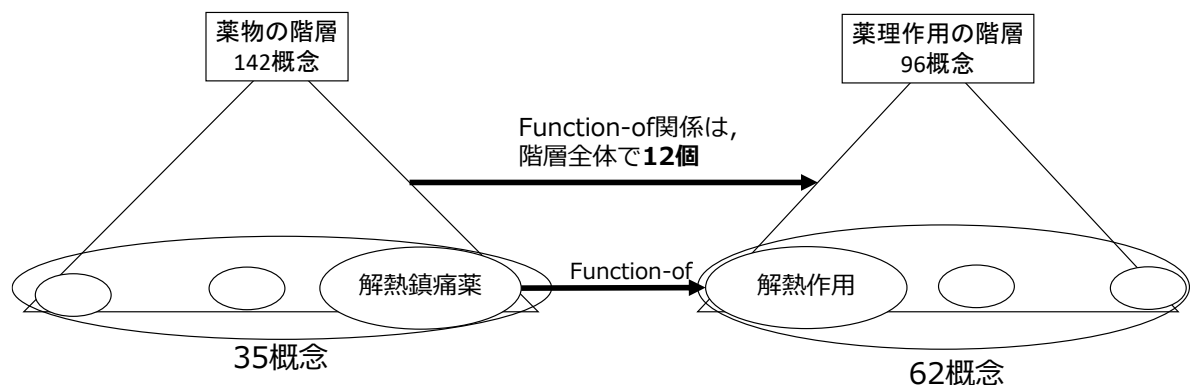 薬物の階層
142概念
薬理作用の階層
96概念
Function-of関係は,
階層全体で12個
解熱鎮痛薬
Function-of
解熱作用
35概念
62概念